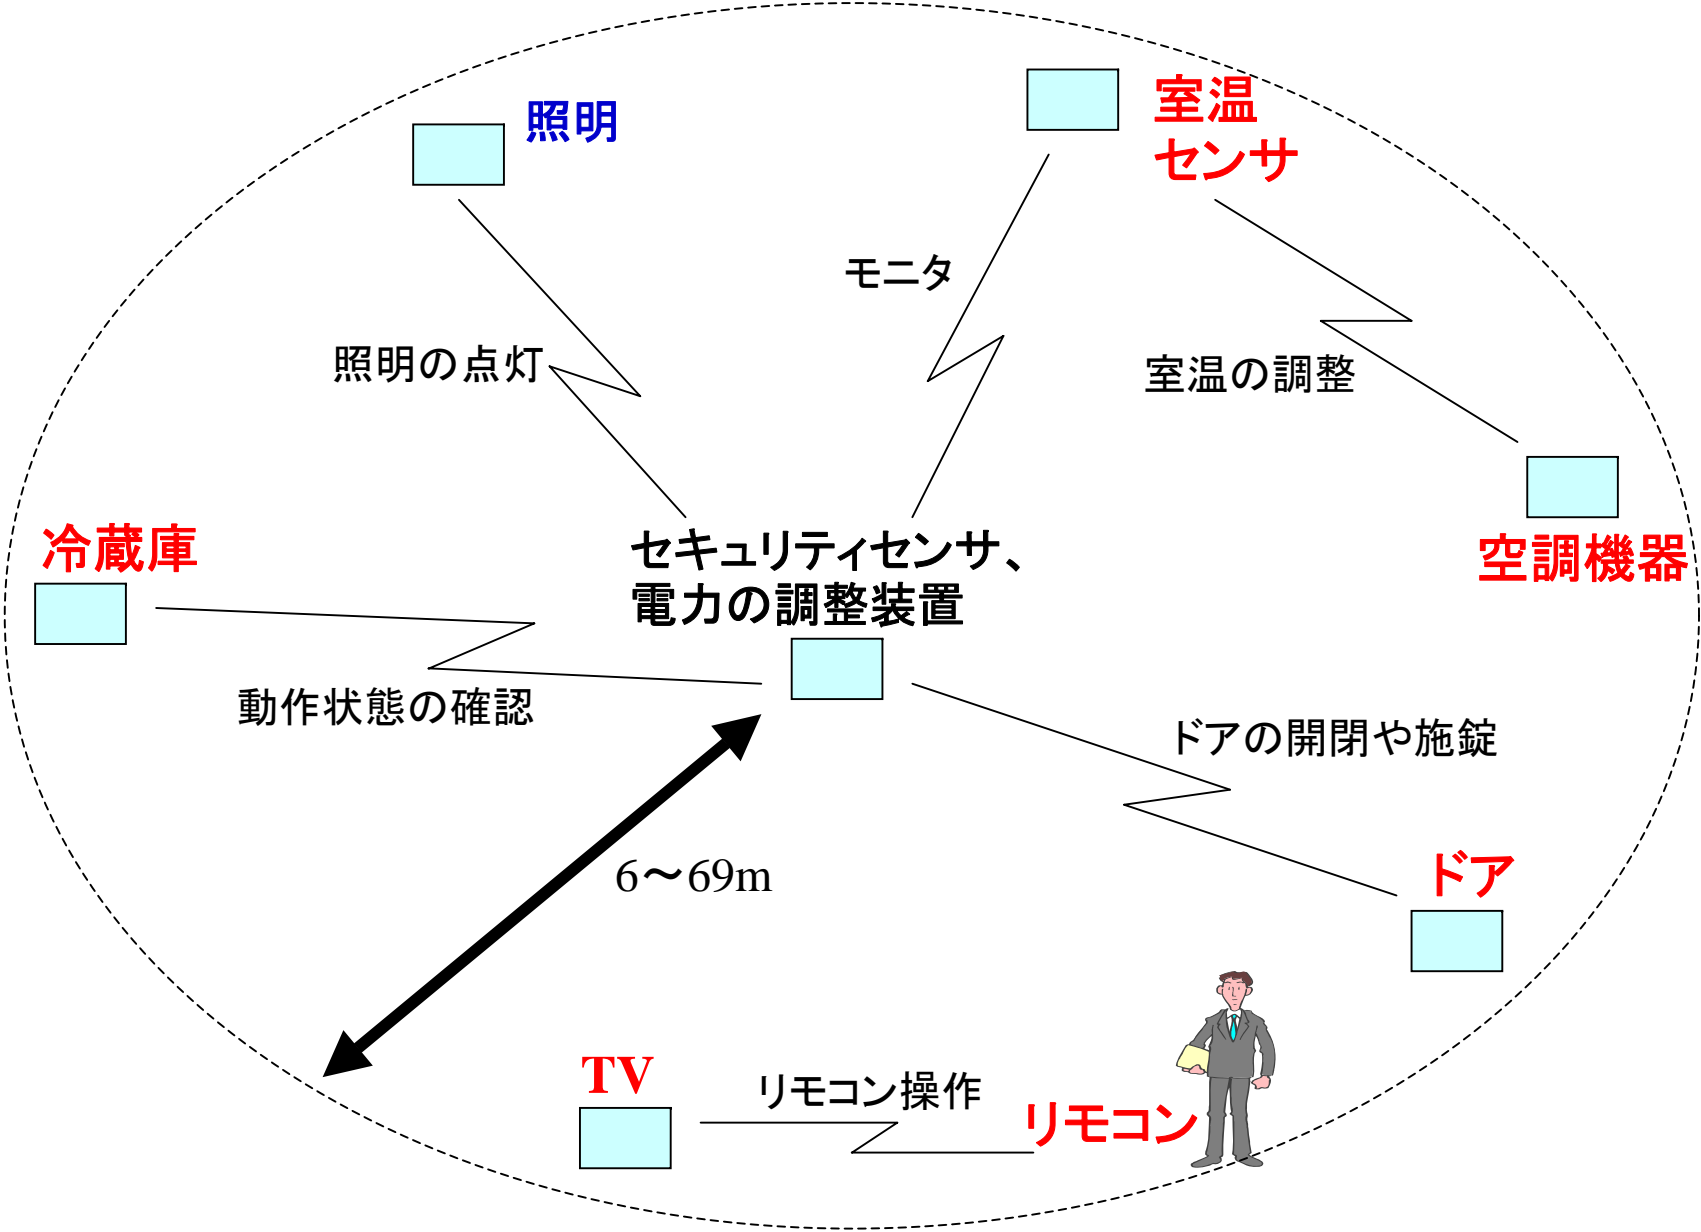 照明
室温
センサ
モニタ
照明の点灯
室温の調整
冷蔵庫
セキュリティセンサ、
電力の調整装置
空調機器
動作状態の確認
ドアの開閉や施錠
6～69m
ドア
TV
リモコン操作
リモコン